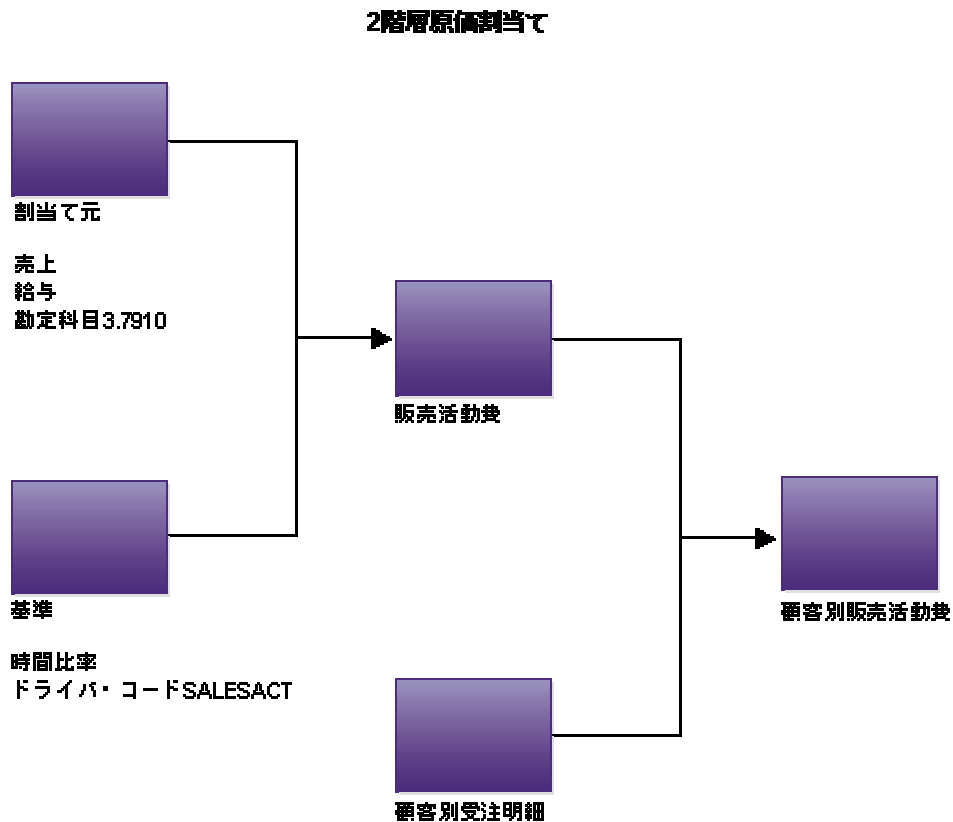 2階層原価割当て
割当て元
売上
給与
勘定科目3.7910
販売活動費
基準
時間比率
ドライバ・コードSALESACT
顧客別販売活動費
顧客別受注明細